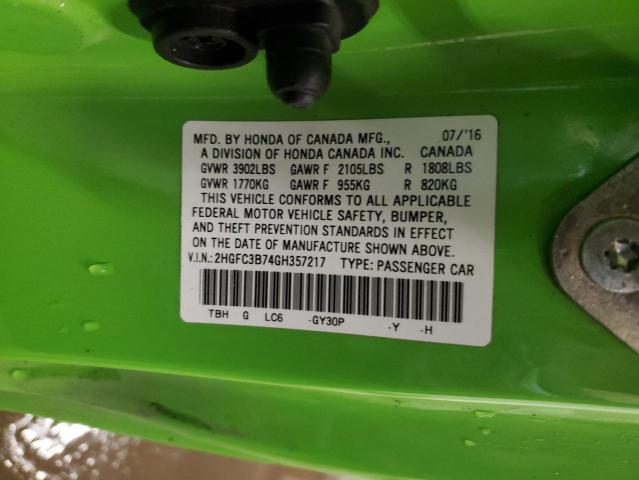 MFD. BY HONDA OF CANADA MFG., 07/'16
A DIVISION OF HONDA CANADA INC. CANADA
GVWR 3902LBS GAWR F 2105LBS R 1808LBS
GVWR 1770KG GAWR F 955KG R 820KG
THIS VEHICLE CONFORMS TO ALL APPLICABLE
FEDERAL MOTOR VEHICLE SAFETY, BUMPER,
AND THEFT PREVENTION STANDARDS IN EFFECT
ON THE DATE OF MANUFACTURE SHOWN ABOVE.
V.I.N.: 2HGFC3B74GH357217 TYPE: PASSENGER CAR
TBH G LC6 -GY30P -Y -H